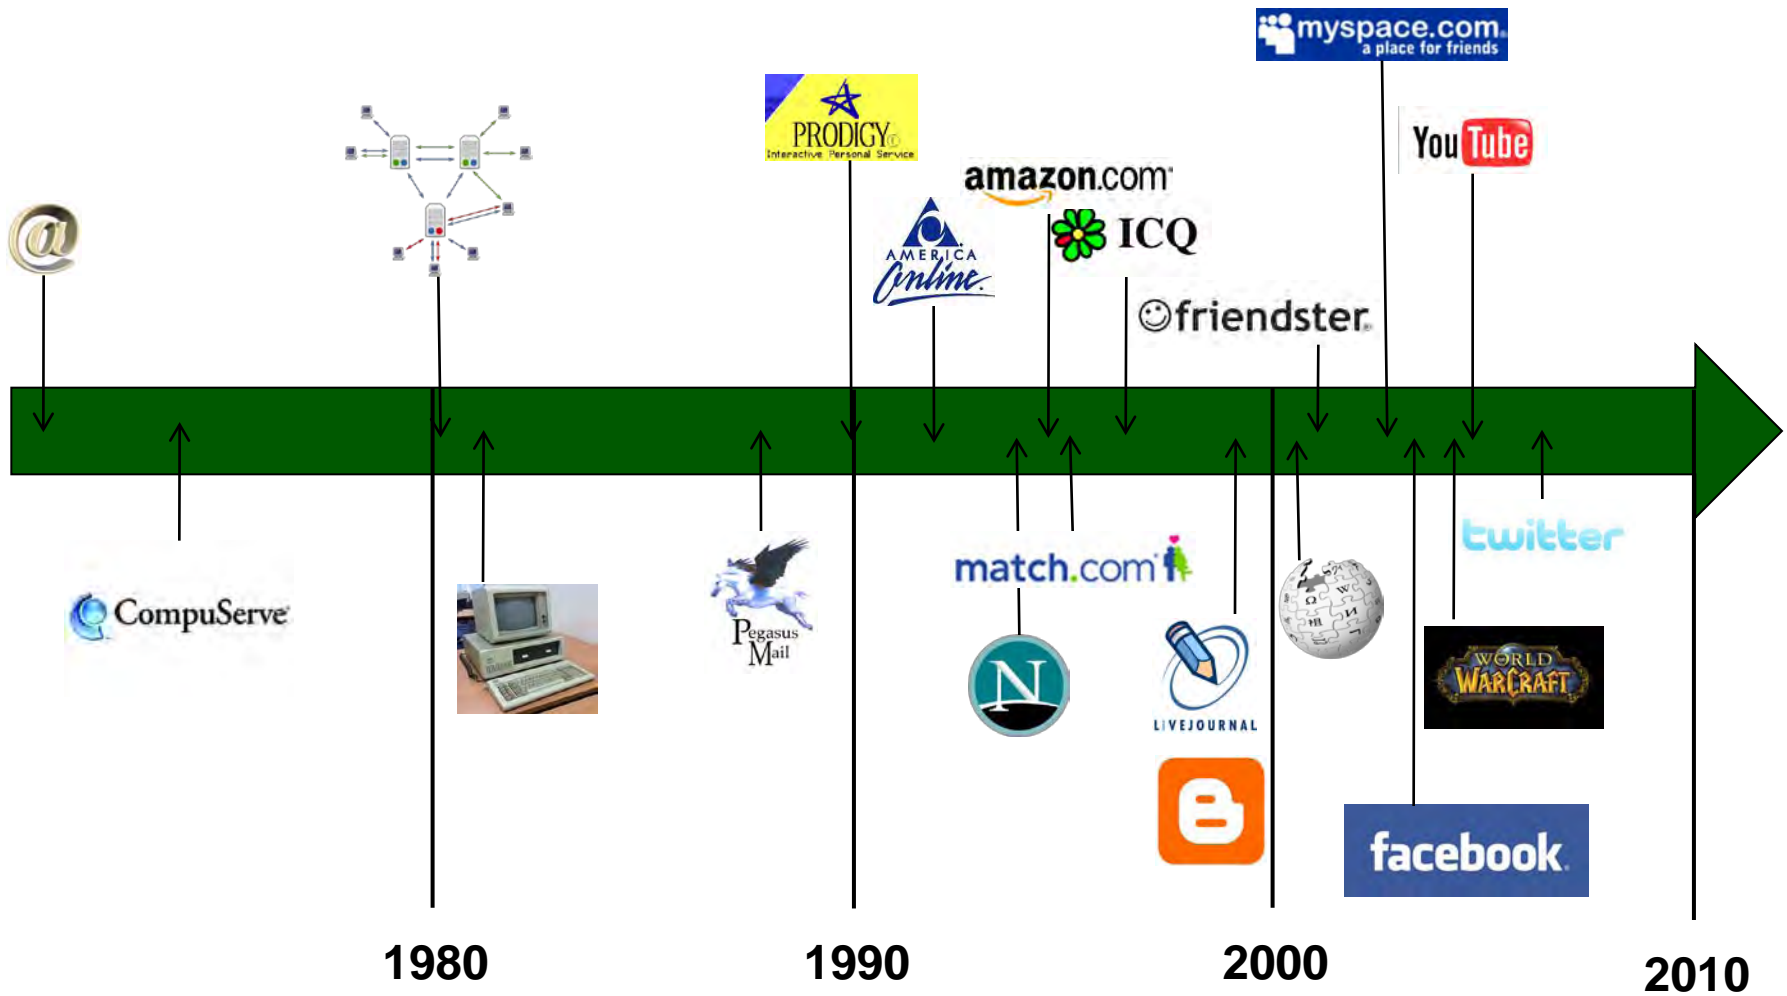 myspace.com
a place for friends
PRODIGY
Interactive Personal Service
You Tube
amazon.com
@
ICQ
AMERICA
Online.
friendster
twitter
match.com
CompuServe
Pegasus
Mail
N
Ω W
И
WORLD
WARCRAFT
LIVEJOURNAL
B
facebook
1980
1990
2000
2010